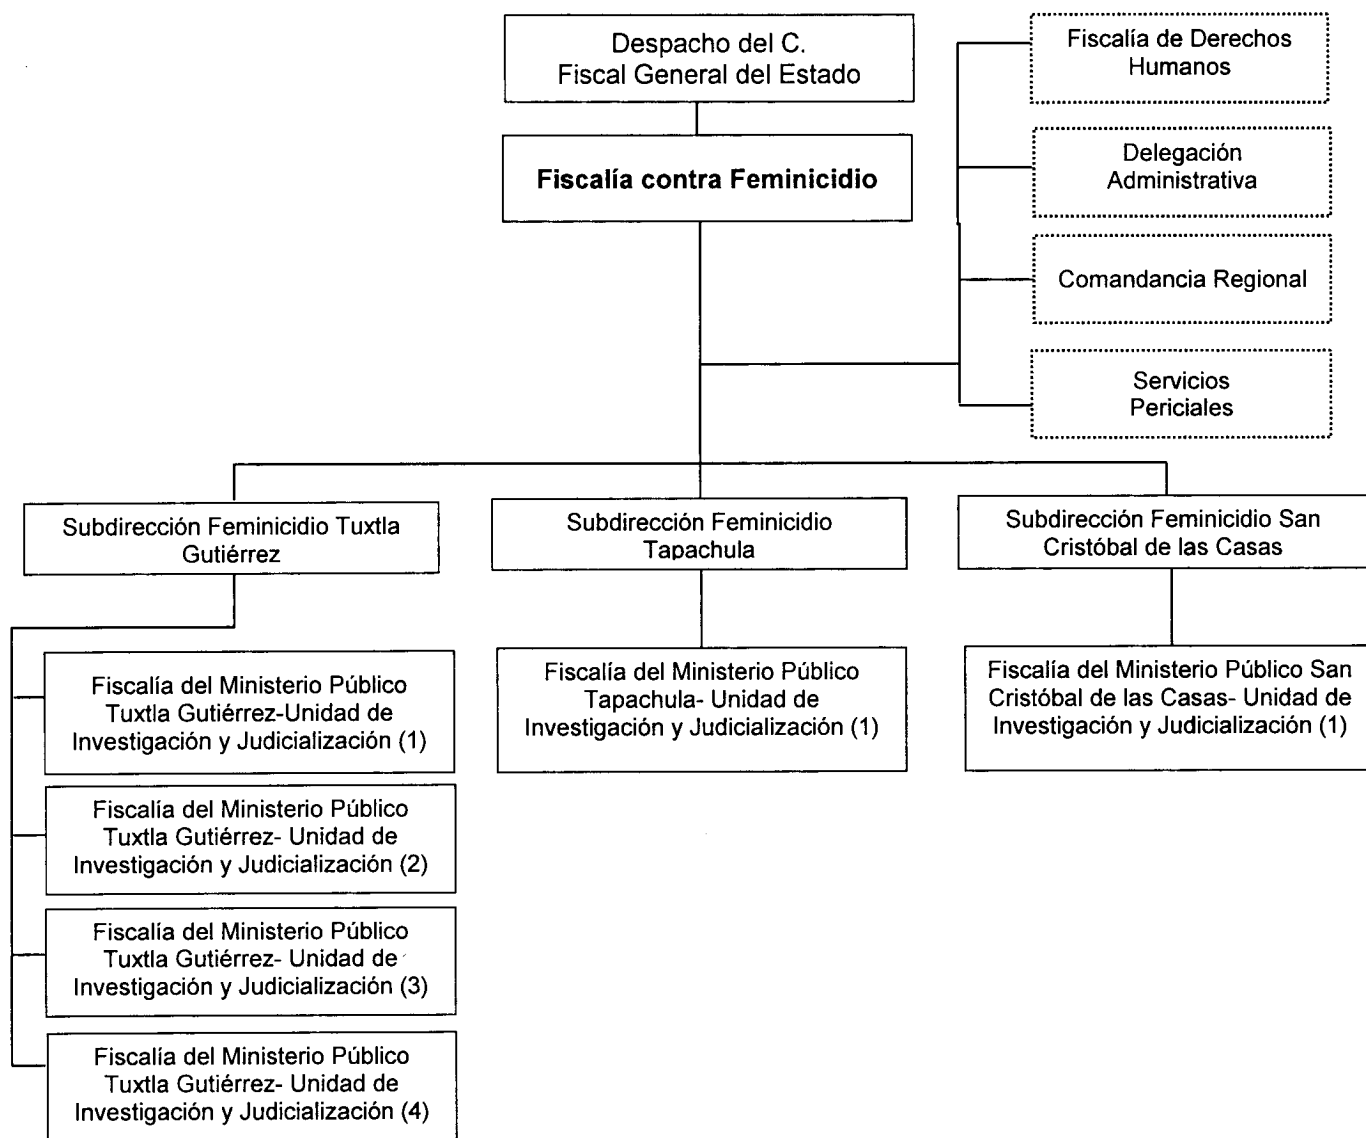 Despacho del C.
Fiscal General del Estado
Fiscalía contra Feminicidio
Fiscalía de Derechos
Humanos
Delegación
Administrativa
Comandancia Regional
Servicios
Periciales
Subdirección Feminicidio Tuxtla
Gutiérrez
Subdirección Feminicidio
Tapachula
Subdirección Feminicidio San
Cristóbal de las Casas
Fiscalía del Ministerio Público
Tuxtla Gutiérrez-Unidad de
Investigación y Judicialización (1)
Fiscalía del Ministerio Público
Tuxtla Gutiérrez- Unidad de
Investigación y Judicialización (2)
Fiscalía del Ministerio Público
Tuxtla Gutiérrez- Unidad de
Investigación y Judicialización (3)
Fiscalía del Ministerio Público
Tuxtla Gutiérrez- Unidad de
Investigación y Judicialización (4)
Fiscalía del Ministerio Público
Tapachula- Unidad de
Investigación y Judicialización (1)
Fiscalía del Ministerio Público San
Cristóbal de las Casas- Unidad de
Investigación y Judicialización (1)